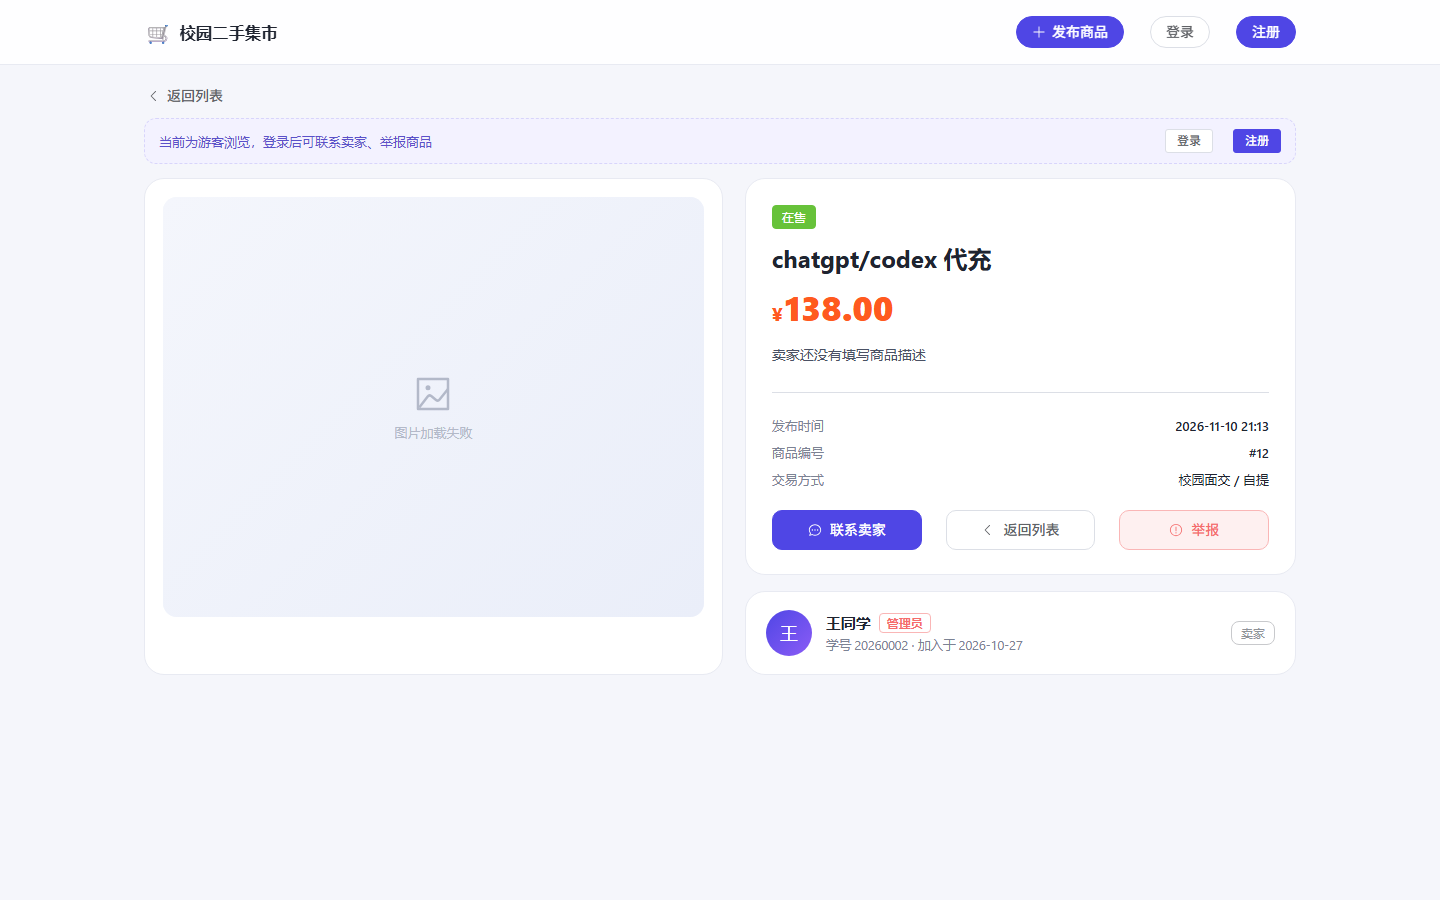 校园二手集市
发布商品
登录
注册
返回列表
当前为游客浏览，登录后可联系卖家、举报商品
登录
注册
图片加载失败
在售
chatgpt/codex 代充
¥138.00
卖家还没有填写商品描述
发布时间 2026-11-10 21:13
商品编号 #12
交易方式 校园面交 / 自提
联系卖家
返回列表
举报
王
王同学 管理员
学号 20260002 · 加入于 2026-10-27
卖家